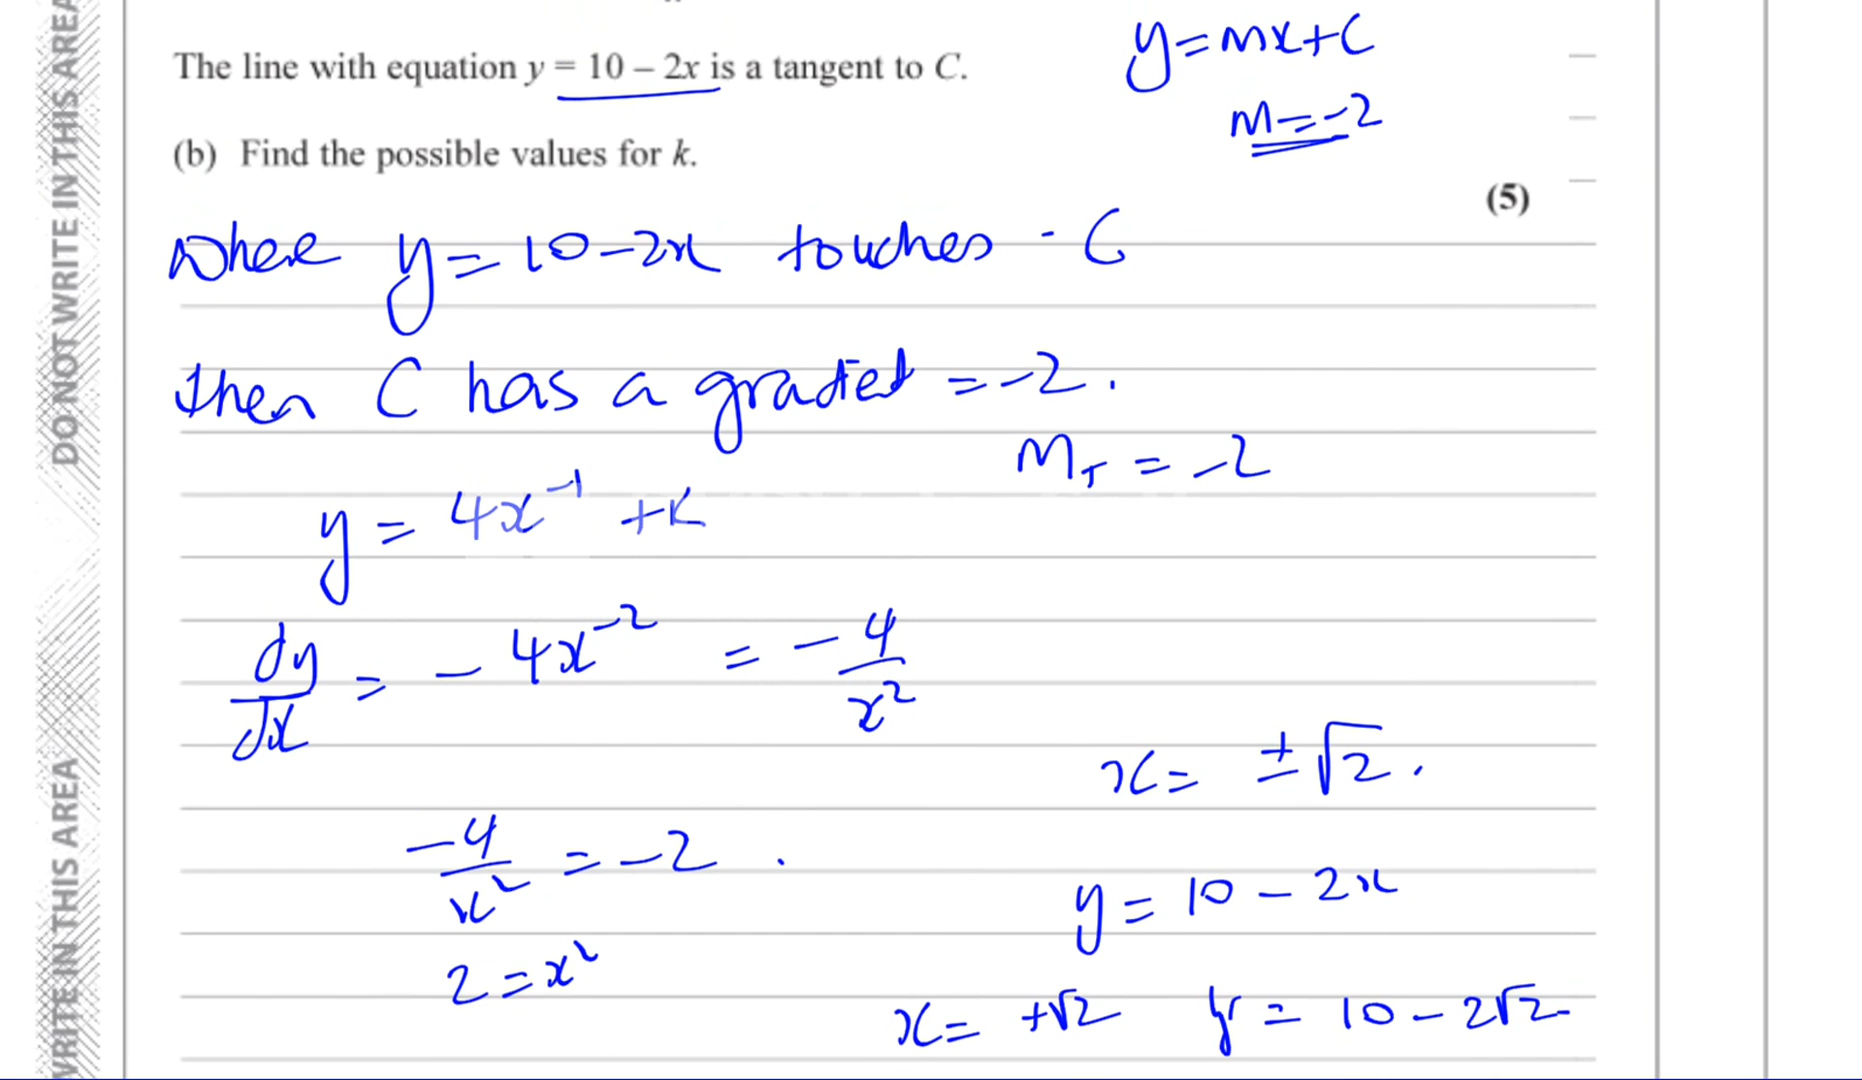 DO NOT WRITE IN THIS AREA
WRITE IN THIS AREA
The line with equation y = 10 – 2x is a tangent to C.
y=mx+C
m=-2
(b) Find the possible values for k.
(5)
where y=10-2x touches - C
then C has a gradied =-2.
M_T = -2
y = 4x^-1 +K
dy/dx = - 4x^-2 = - 4/x^2
x= ±√2.
-4/x^2 = -2 .
y= 10 - 2x
2=x^2
x= +√2 y = 10 - 2√2-